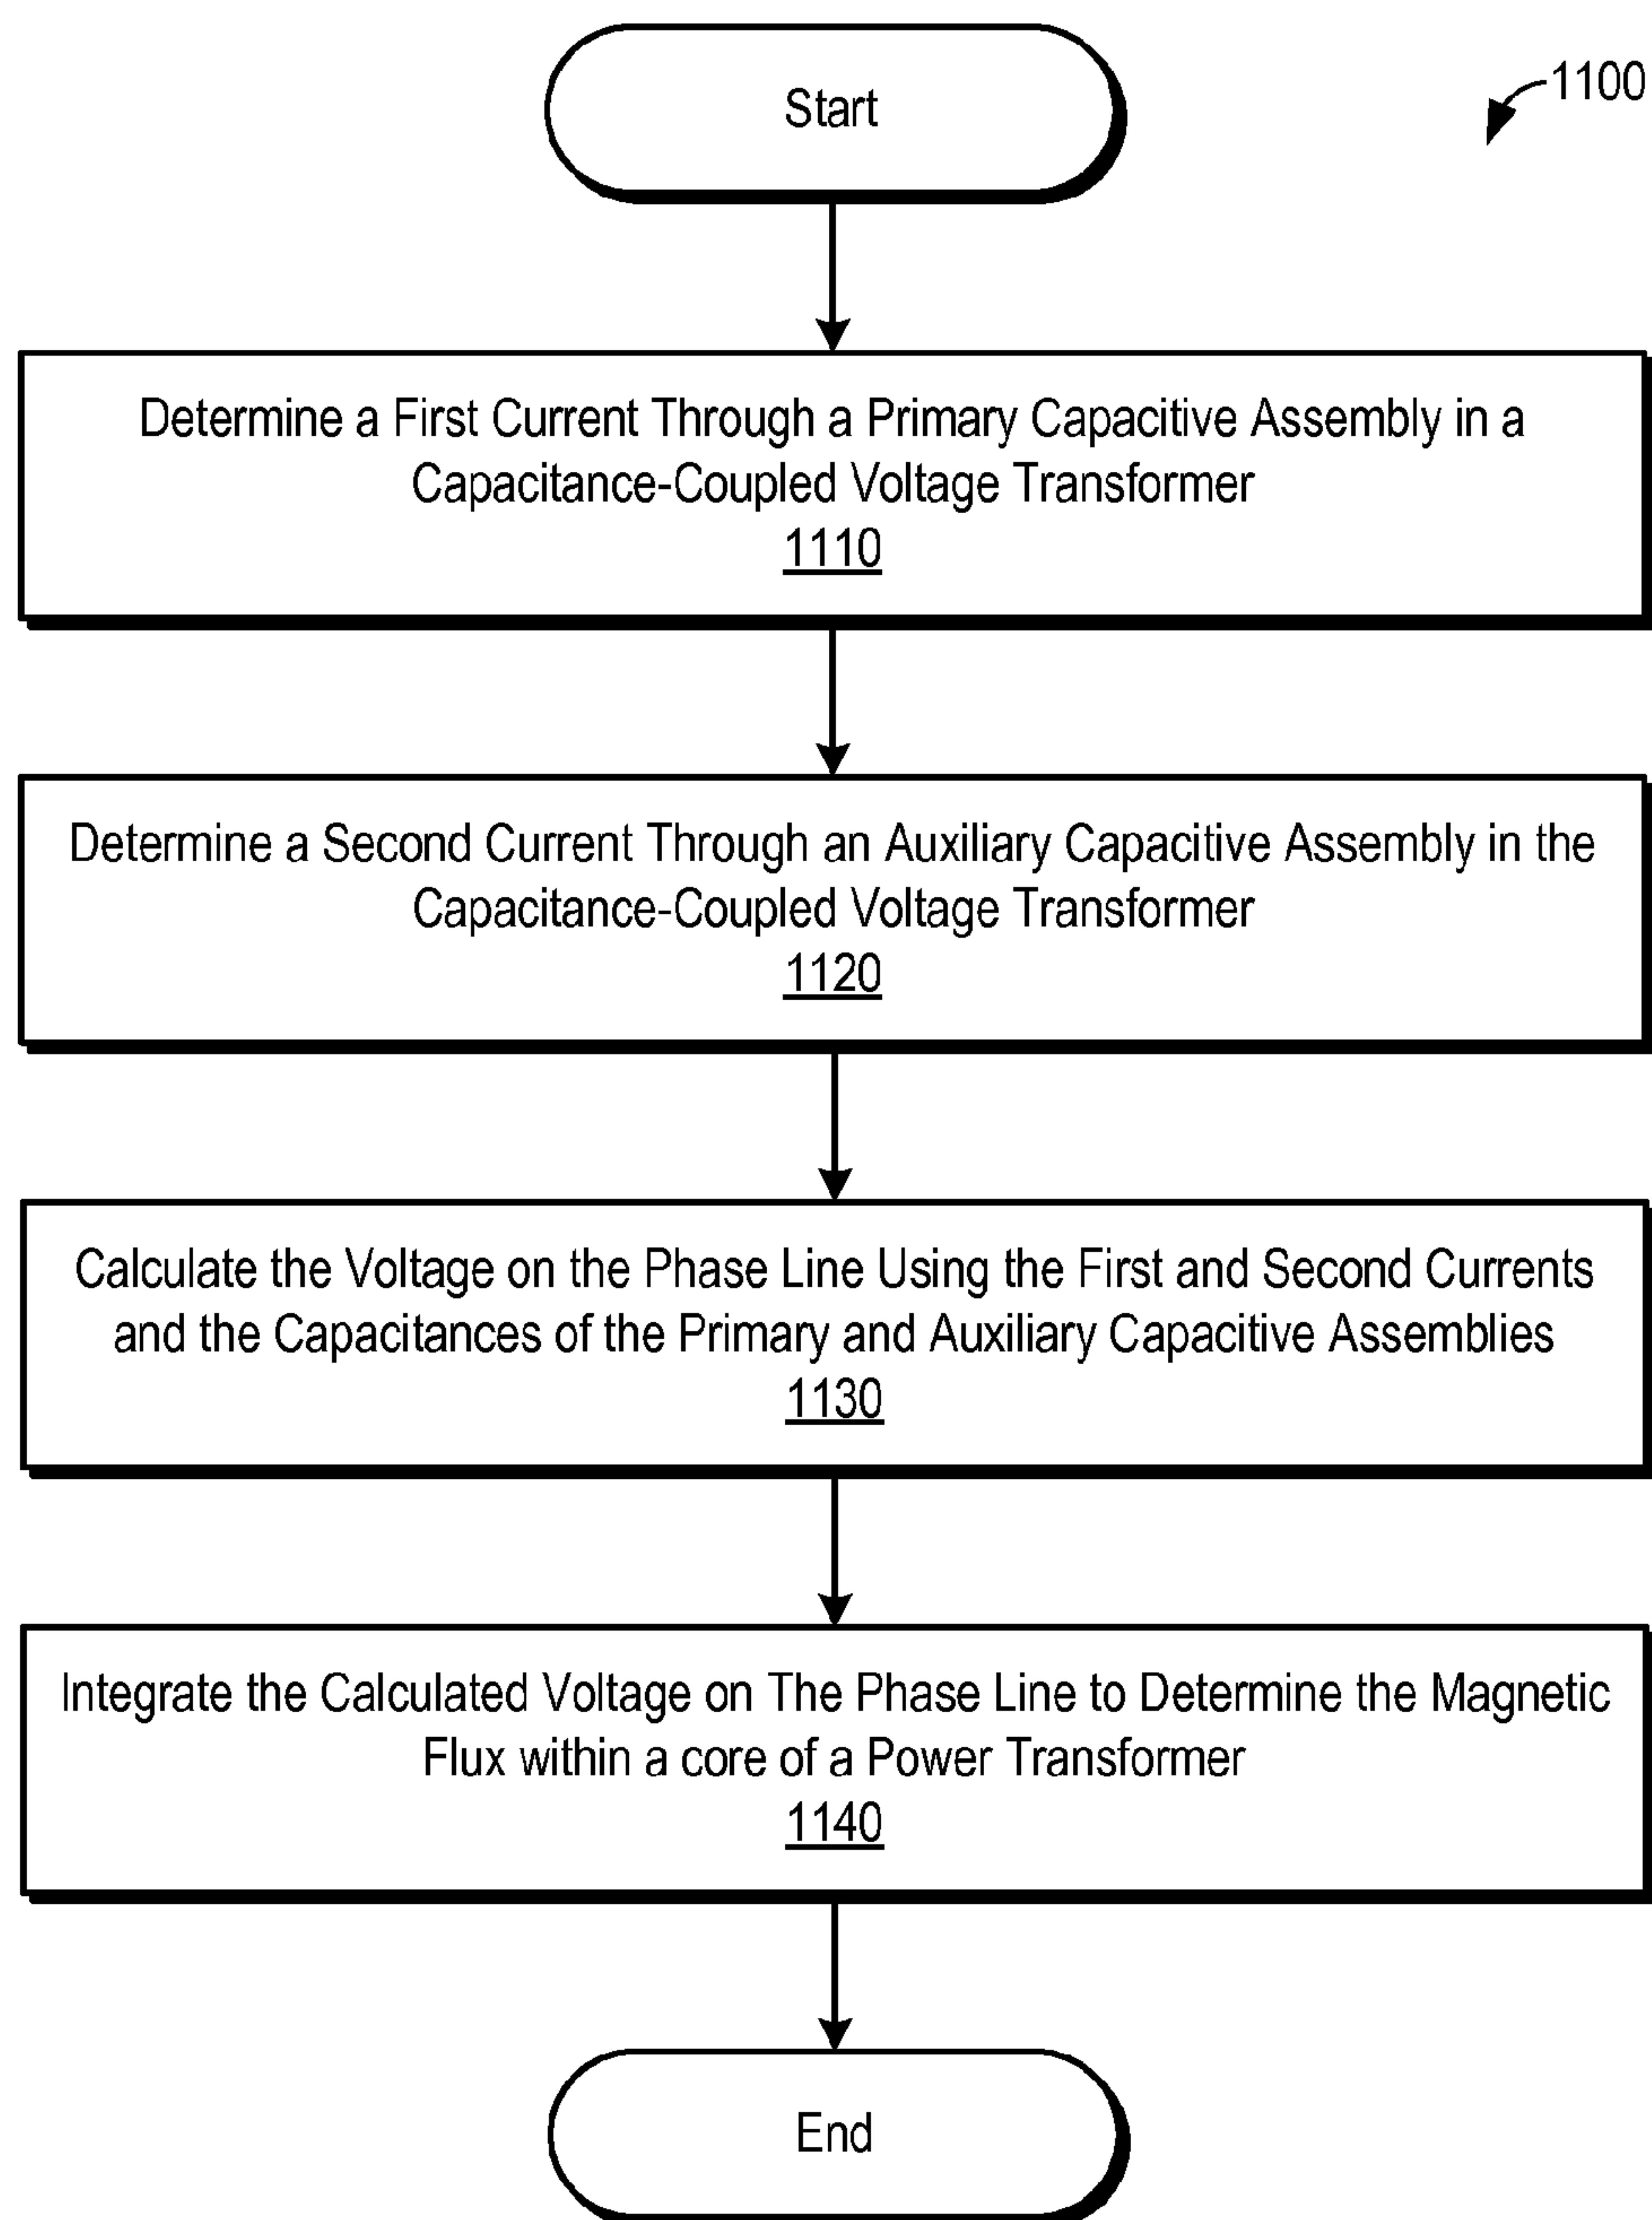 Start
1100
Determine a First Current Through a Primary Capacitive Assembly in a
Capacitance-Coupled Voltage Transformer
1110
Determine a Second Current Through an Auxiliary Capacitive Assembly in the
Capacitance-Coupled Voltage Transformer
1120
Calculate the Voltage on the Phase Line Using the First and Second Currents
and the Capacitances of the Primary and Auxiliary Capacitive Assemblies
1130
Integrate the Calculated Voltage on The Phase Line to Determine the Magnetic
Flux within a core of a Power Transformer
1140
End